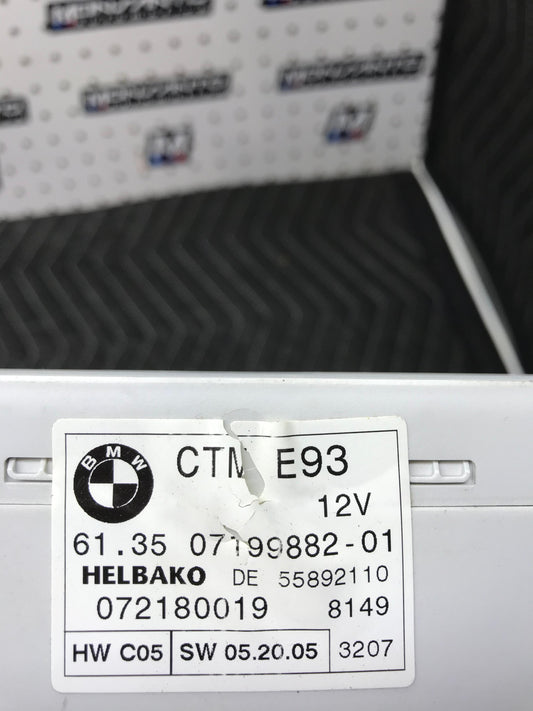 BMW
CTM E93
12V
61.35 07199882-01
HELBAKO DE 55892110
072180019 8149
HW C05 SW 05.20.05 3207